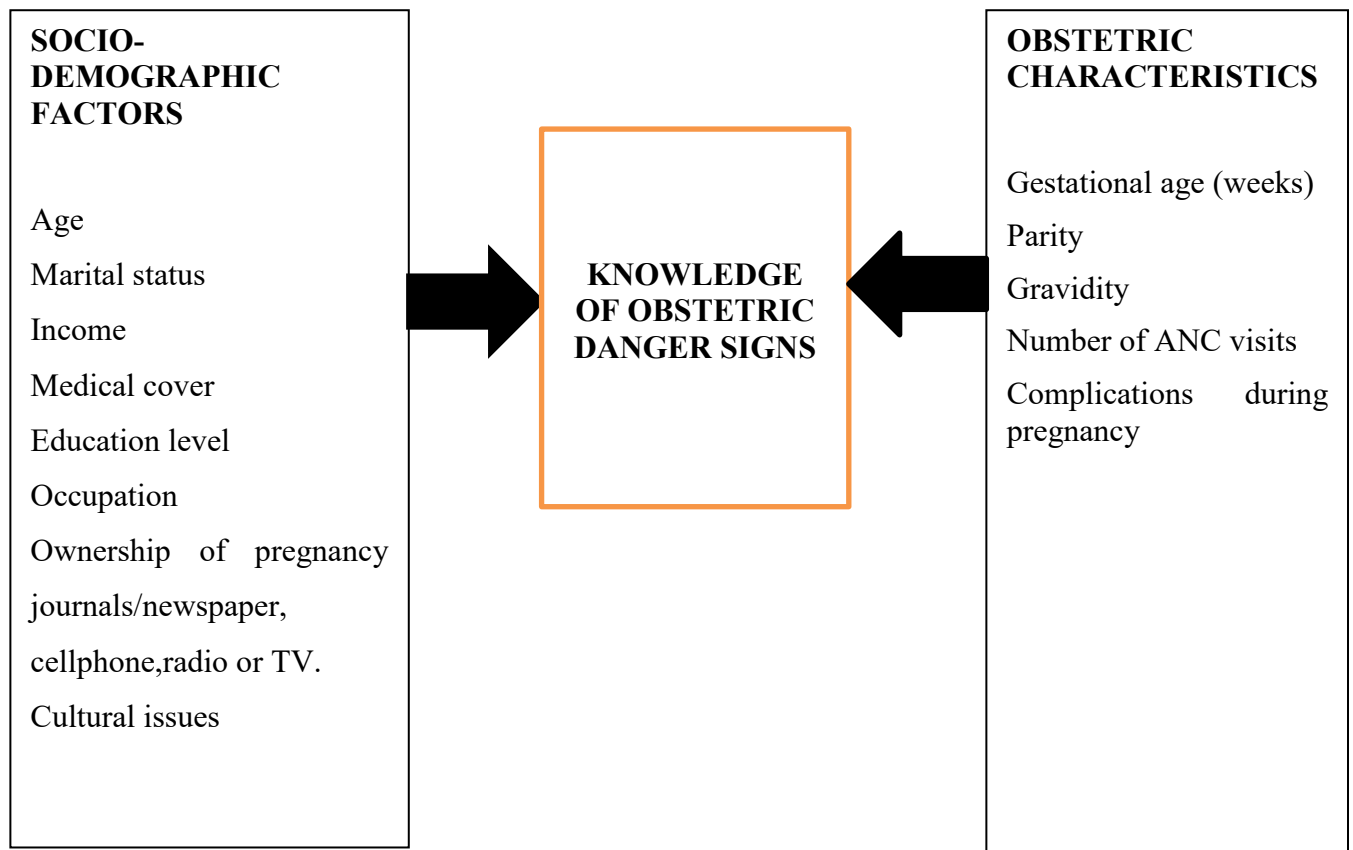 SOCIO-
DEMOGRAPHIC
FACTORS
Age
Marital status
Income
Medical cover
Education level
Occupation
Ownership of pregnancy
journals/newspaper,
cellphone,radio or TV.
Cultural issues
KNOWLEDGE
OF OBSTETRIC
DANGER SIGNS
OBSTETRIC
CHARACTERISTICS
Gestational age (weeks)
Parity
Gravidity
Number of ANC visits
Complications during
pregnancy